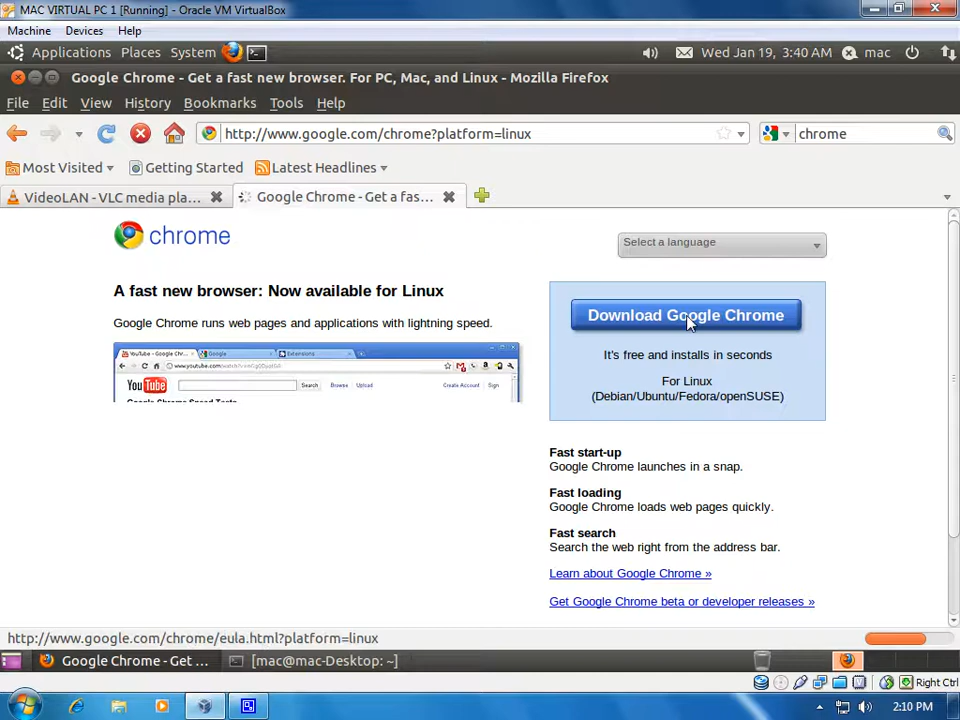 MAC VIRTUAL PC 1 [Running] - Oracle VM VirtualBox
Machine Devices Help
Applications Places System Wed Jan 19, 3:40 AM mac
Google Chrome - Get a fast new browser. For PC, Mac, and Linux - Mozilla Firefox
File Edit View History Bookmarks Tools Help
http://www.google.com/chrome?platform=linux chrome
Most Visited Getting Started Latest Headlines
VideoLAN - VLC media pla... Google Chrome - Get a fas...
chrome
Select a language
A fast new browser: Now available for Linux
Google Chrome runs web pages and applications with lightning speed.
YouTube - Google Chr... Google Extensions
You Tube Search Browse Upload Create Account Sign
Google Chrome Speed Tests
Download Google Chrome
It's free and installs in seconds
For Linux
(Debian/Ubuntu/Fedora/openSUSE)
Fast start-up
Google Chrome launches in a snap.
Fast loading
Google Chrome loads web pages quickly.
Fast search
Search the web right from the address bar.
Learn about Google Chrome »
Get Google Chrome beta or developer releases »
http://www.google.com/chrome/eula.html?platform=linux
Google Chrome - Get ... [mac@mac-Desktop: ~]
Right Ctrl
2:10 PM